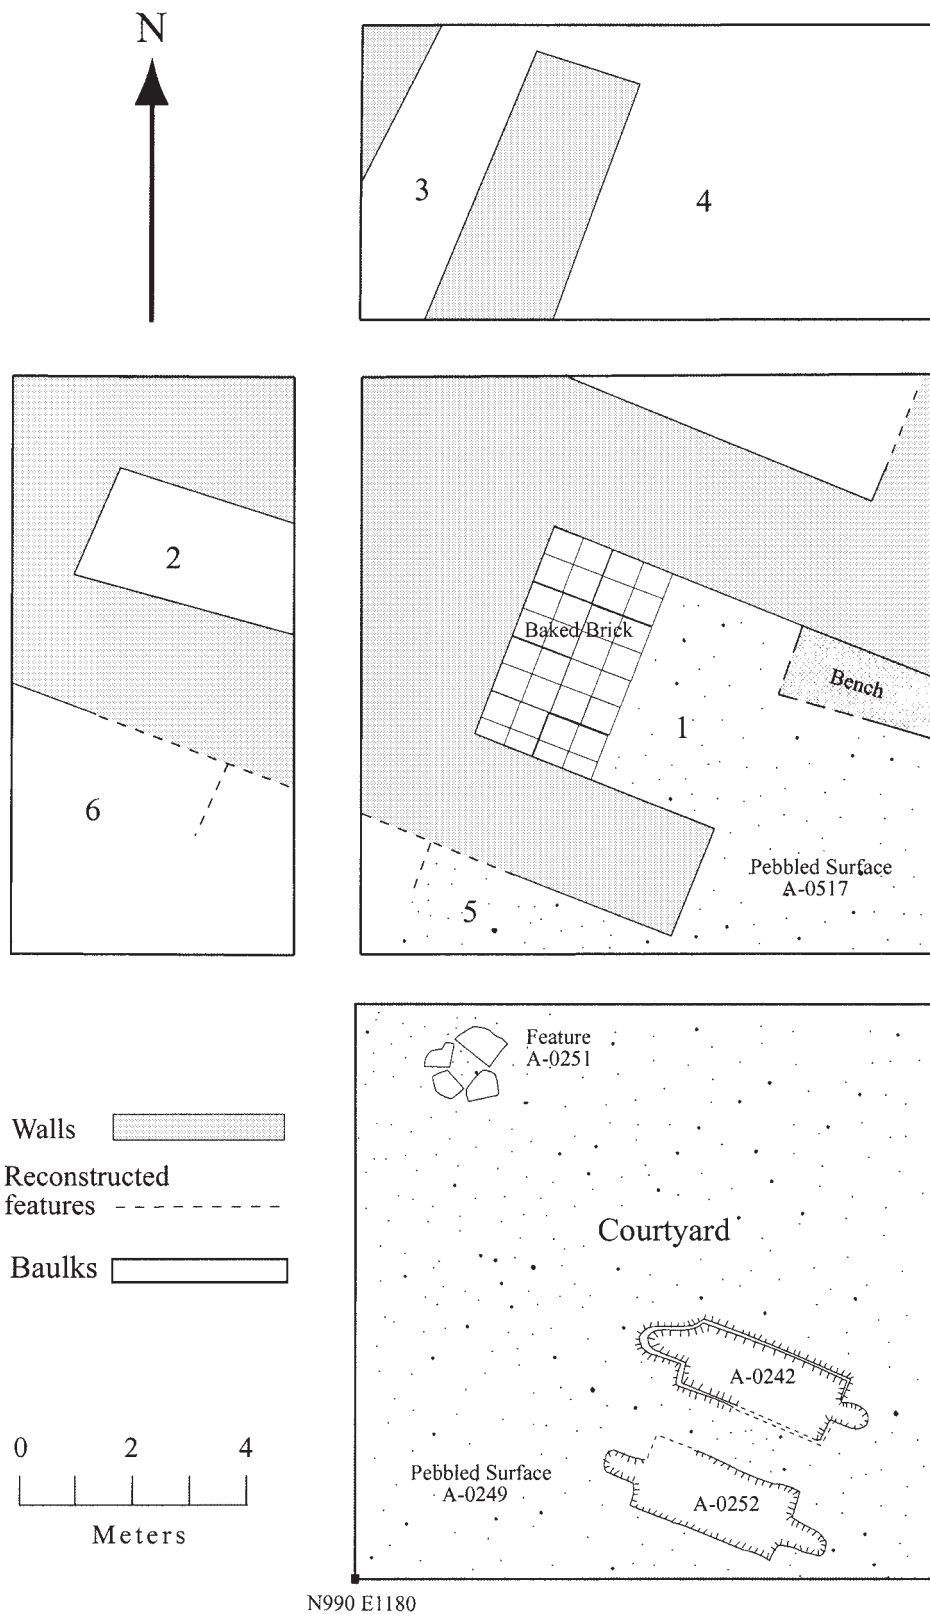 N
3
4
2
Baked Brick
Bench
1
6
Pebbled Surface
A-0517
5
Feature
A-0251
Walls
Reconstructed
features
Courtyard
Baulks
A-0242
0 2 4
Pebbled Surface
A-0249
A-0252
Meters
N990 E1180